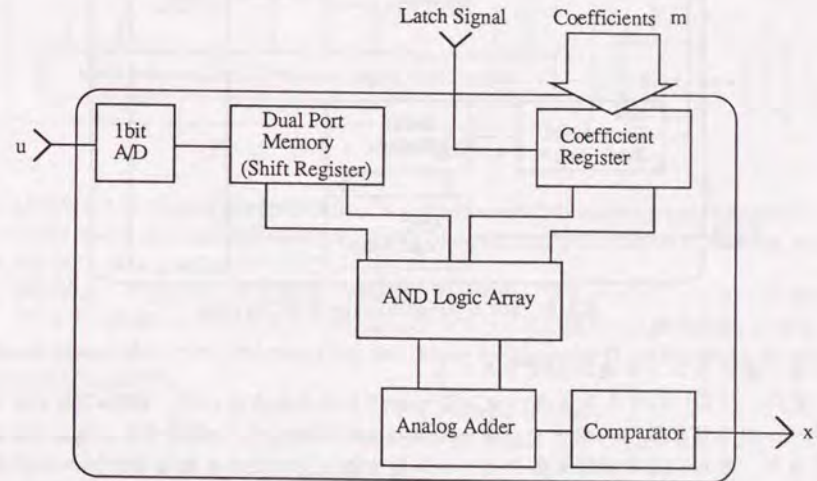 Latch Signal
Coefficients m
u
1bit
A/D
Dual Port
Memory
(Shift Register)
Coefficient
Register
AND Logic Array
Analog Adder
Comparator
x